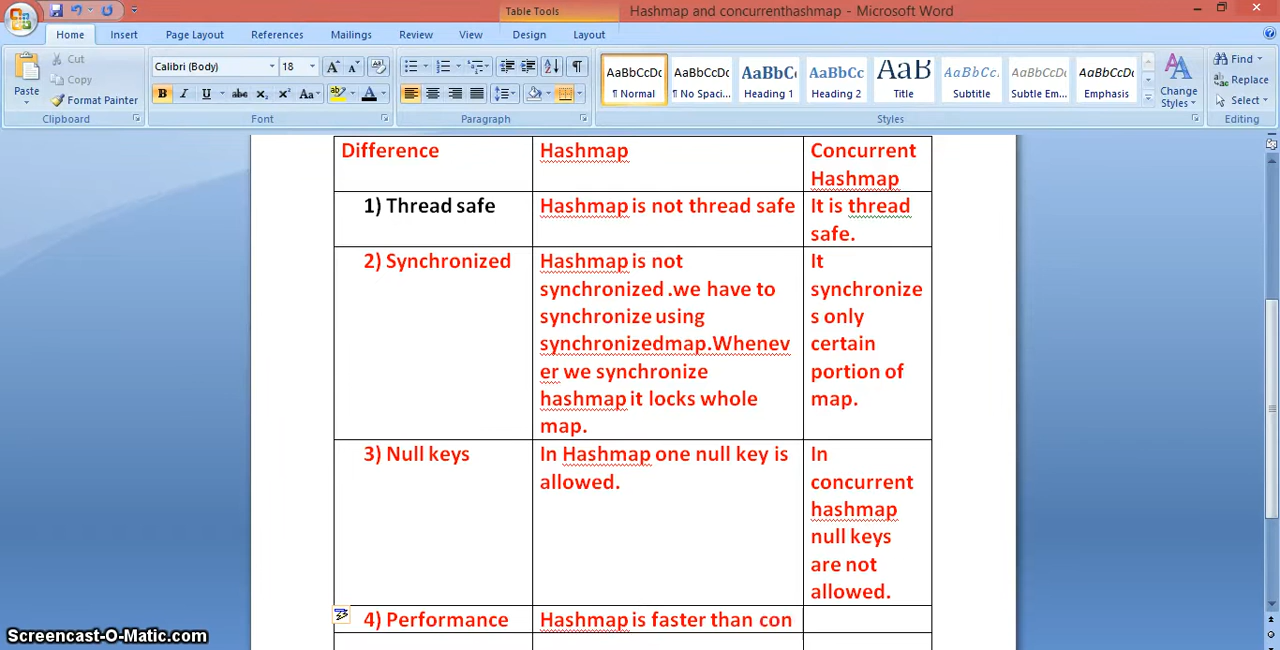 Table Tools
Hashmap and concurrenthashmap - Microsoft Word
Home Insert Page Layout References Mailings Review View Design Layout
Paste
Cut
Copy
Format Painter
Clipboard
Calibri (Body) 18
B I U abc x₂ x² Aa
Font
Paragraph
AaBbCcDc AaBbCcDc AaBbCc AaBbCc AaB AaBbCc. AaBbCcDc AaBbCcDc
¶ Normal ¶ No Spaci... Heading 1 Heading 2 Title Subtitle Subtle Em... Emphasis
Change
Styles
Styles
Find
Replace
Select
Editing
Difference Hashmap Concurrent
Hashmap
1) Thread safe Hashmap is not thread safe It is thread
safe.
2) Synchronized Hashmap is not It
synchronized .we have to synchronize
synchronize using s only
synchronizedmap.Whenev certain
er we synchronize portion of
hashmap it locks whole map.
map.
3) Null keys In Hashmap one null key is In
allowed. concurrent
hashmap
null keys
are not
allowed.
4) Performance Hashmap is faster than con
Screencast-O-Matic.com